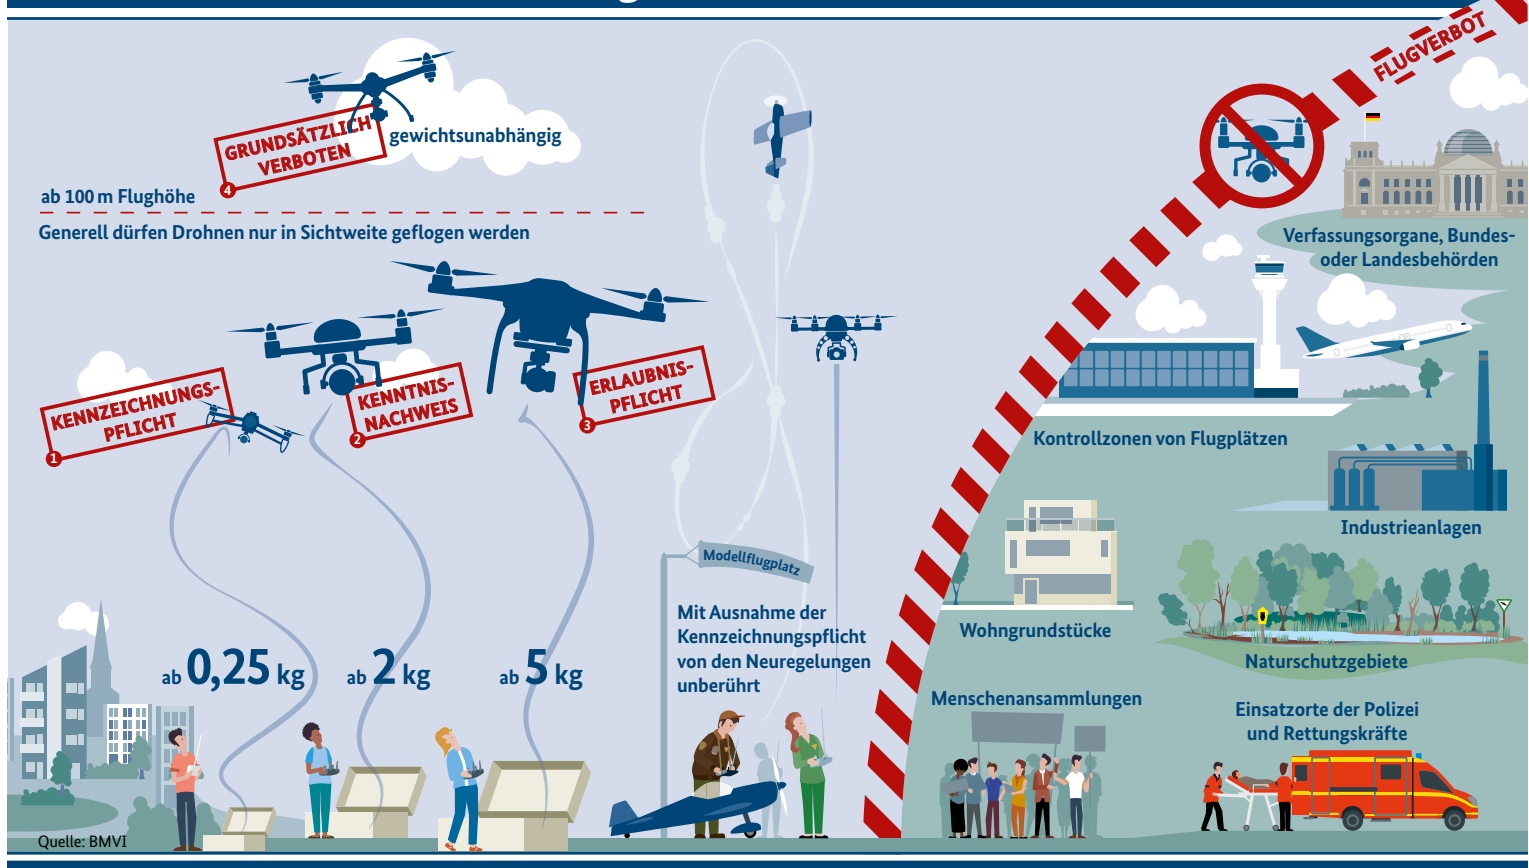 FLUGVERBOT
GRUNDSÄTZLICH
VERBOTEN
4
gewichtsunabhängig
ab 100 m Flughöhe
Generell dürfen Drohnen nur in Sichtweite geflogen werden
Verfassungsorgane, Bundes-
oder Landesbehörden
KENNZEICHNUNGS-
PFLICHT
1
KENNTNIS-
NACHWEIS
2
ERLAUBNIS-
PFLICHT
3
Kontrollzonen von Flugplätzen
Industrieanlagen
Modellflugplatz
Mit Ausnahme der
Kennzeichnungspflicht
von den Neuregelungen
unberührt
Wohngrundstücke
Naturschutzgebiete
ab 0,25 kg
ab 2 kg
ab 5 kg
Menschenansammlungen
Einsatzorte der Polizei
und Rettungskräfte
Quelle: BMVI